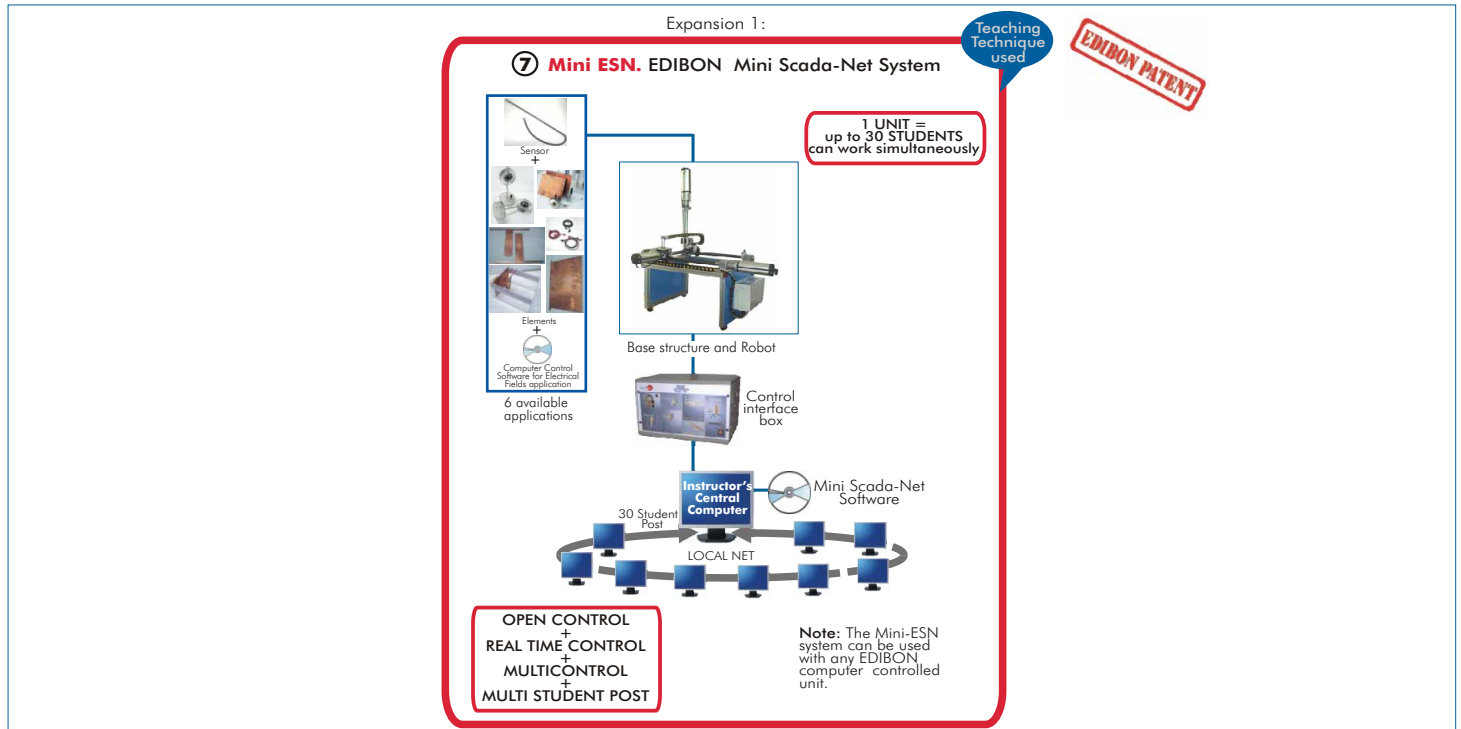 Expansion 1:
Teaching
Technique
used
EDIBON PATENT
7 Mini ESN. EDIBON Mini Scada-Net System
1 UNIT =
up to 30 STUDENTS
can work simultaneously
Sensor
+
Elements
+
Computer Control
Software for Electrical
Fields application
6 available
applications
Base structure and Robot
Control
interface
box
Instructor's
Central
Computer
Mini Scada-Net
Software
30 Student
Post
LOCAL NET
OPEN CONTROL
+
REAL TIME CONTROL
+
MULTICONTROL
+
MULTI STUDENT POST
Note: The Mini-ESN
system can be used
with any EDIBON
computer controlled
unit.